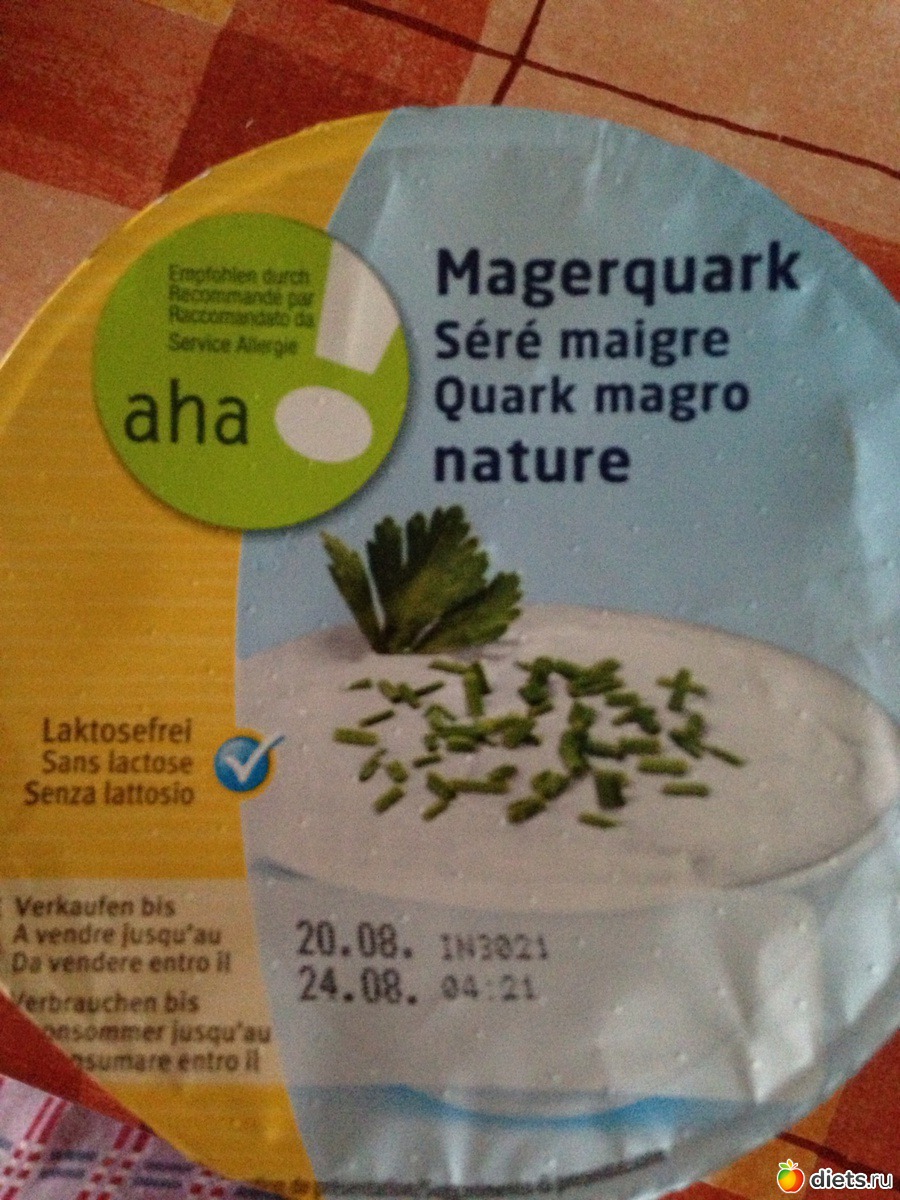 Empfohlen durch
Recommandé par
Raccomandato da
Service Allergie
aha!
Magerquark
Séré maigre
Quark magro
nature
Laktosefrei
Sans lactose
Senza lattosio
Verkaufen bis
A vendre jusqu'au
Da vendere entro il
Verbrauchen bis
onsommer jusqu'au
sumare entro il
20.08. IN3021
24.08. 04:21
diets.ru